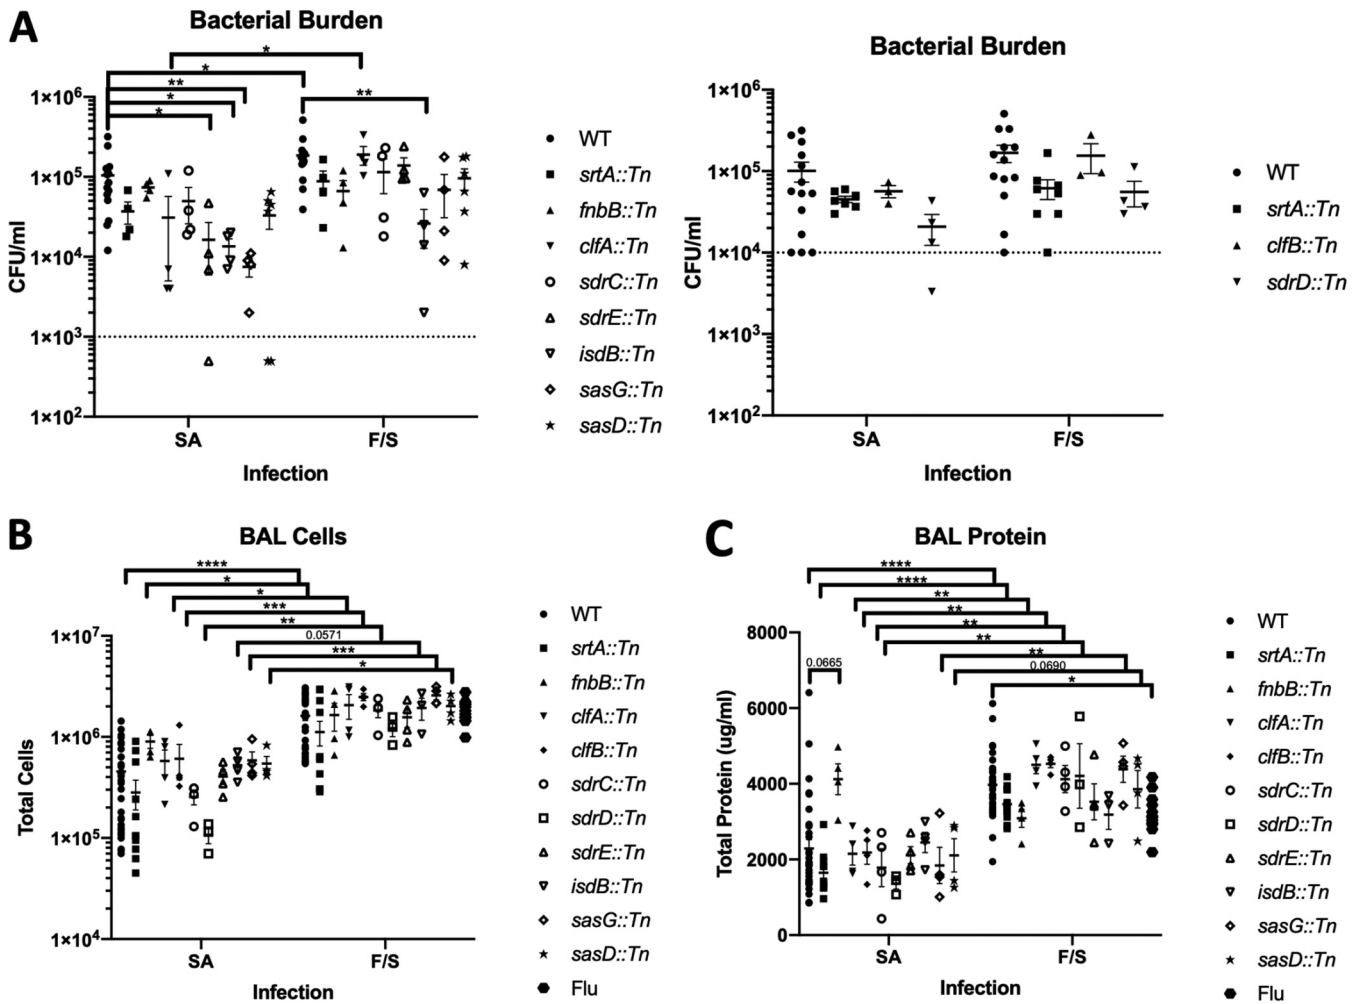 A
Bacterial Burden
*
*
**
*
*
**
1×10⁶
1×10⁵
1×10⁴
1×10³
1×10²
CFU/ml
SA
F/S
Infection
WT
srtA::Tn
fnbB::Tn
clfA::Tn
sdrC::Tn
sdrE::Tn
isdB::Tn
sasG::Tn
sasD::Tn
Bacterial Burden
1×10⁶
1×10⁵
1×10⁴
1×10³
1×10²
CFU/ml
SA
F/S
Infection
WT
srtA::Tn
clfB::Tn
sdrD::Tn
B
BAL Cells
****
*
*
***
**
0.0571
***
*
1×10⁷
1×10⁶
1×10⁵
1×10⁴
Total Cells
SA
F/S
Infection
WT
srtA::Tn
fnbB::Tn
clfA::Tn
clfB::Tn
sdrC::Tn
sdrD::Tn
sdrE::Tn
isdB::Tn
sasG::Tn
sasD::Tn
Flu
C
BAL Protein
****
****
**
**
**
**
**
0.0690
0.0665
*
8000
6000
4000
2000
0
Total Protein (ug/ml)
SA
F/S
Infection
WT
srtA::Tn
fnbB::Tn
clfA::Tn
clfB::Tn
sdrC::Tn
sdrD::Tn
sdrE::Tn
isdB::Tn
sasG::Tn
sasD::Tn
Flu